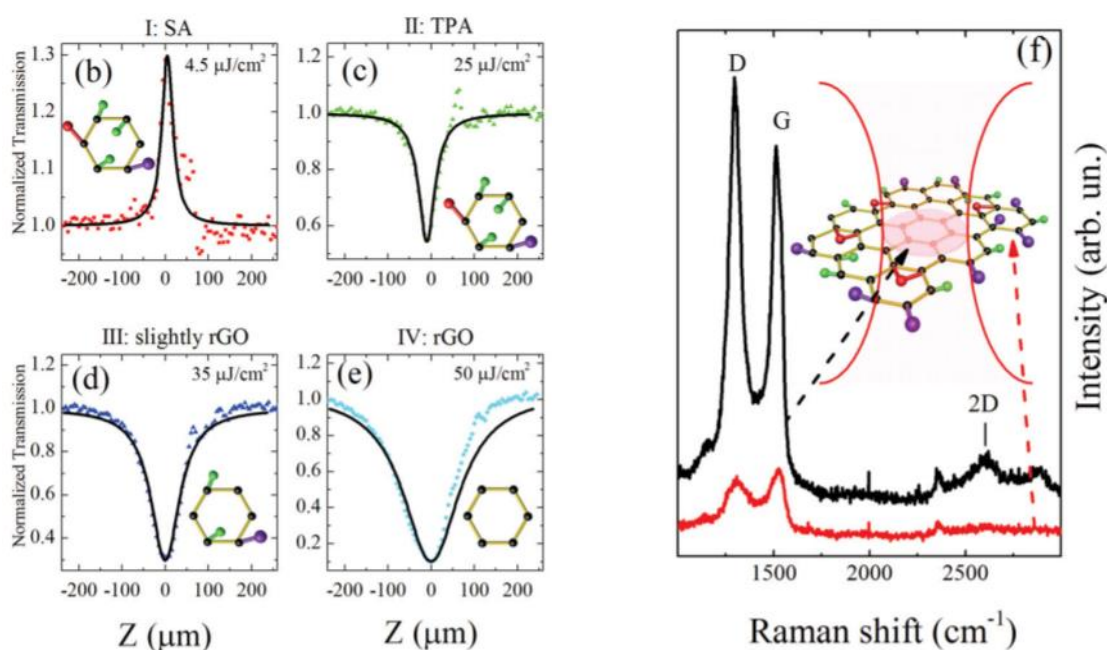 I: SA
(b)
4.5 μJ/cm²
1.3
1.2
1.1
1.0
Normalized Transmission
-200 -100 0 100 200
II: TPA
(c)
25 μJ/cm²
1.2
1.0
0.8
0.6
-200 -100 0 100 200
III: slightly rGO
(d)
35 μJ/cm²
1.2
1.0
0.8
0.6
0.4
Normalized Transmission
-200 -100 0 100 200
Z (μm)
IV: rGO
(e)
50 μJ/cm²
1.2
1.0
0.8
0.6
0.4
0.2
-200 -100 0 100 200
Z (μm)
(f)
D
G
2D
Intensity (arb. un.)
1500 2000 2500
Raman shift (cm⁻¹)